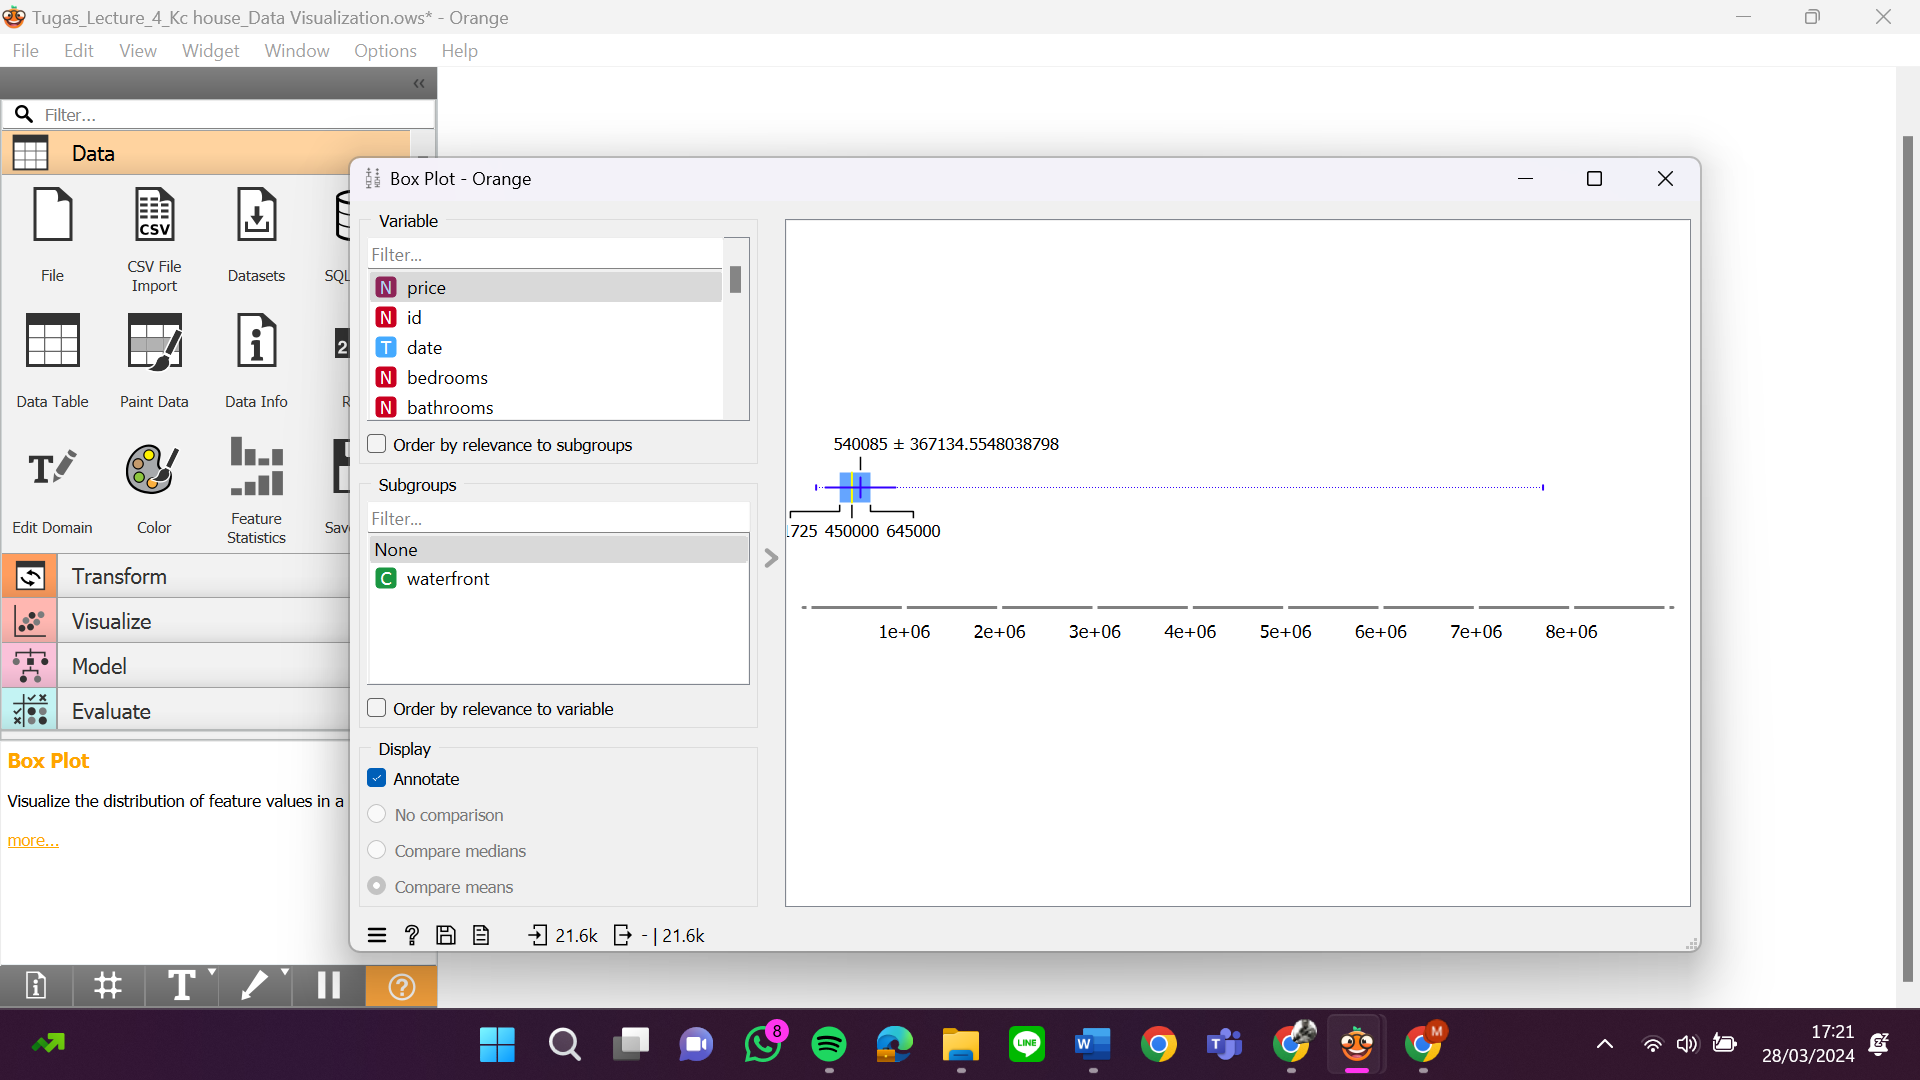 Tugas_Lecture_4_Kc house_Data Visualization.ows* - Orange
File Edit View Widget Window Options Help
Filter...
Data
File
CSV File Import
CSV
Datasets
SQL
Data Table
Paint Data
Data Info
Edit Domain
Color
Feature Statistics
Transform
Visualize
Model
Evaluate
Box Plot
Visualize the distribution of feature values in a
more...
Box Plot - Orange
Variable
Filter...
N price
N id
T date
N bedrooms
N bathrooms
Order by relevance to subgroups
Subgroups
Filter...
None
C waterfront
Order by relevance to variable
Display
Annotate
No comparison
Compare medians
Compare means
21.6k - | 21.6k
540085 ± 367134.5548038798
1725 450000 645000
1e+06 2e+06 3e+06 4e+06 5e+06 6e+06 7e+06 8e+06
8
LINE
W
T
M
17:21
28/03/2024